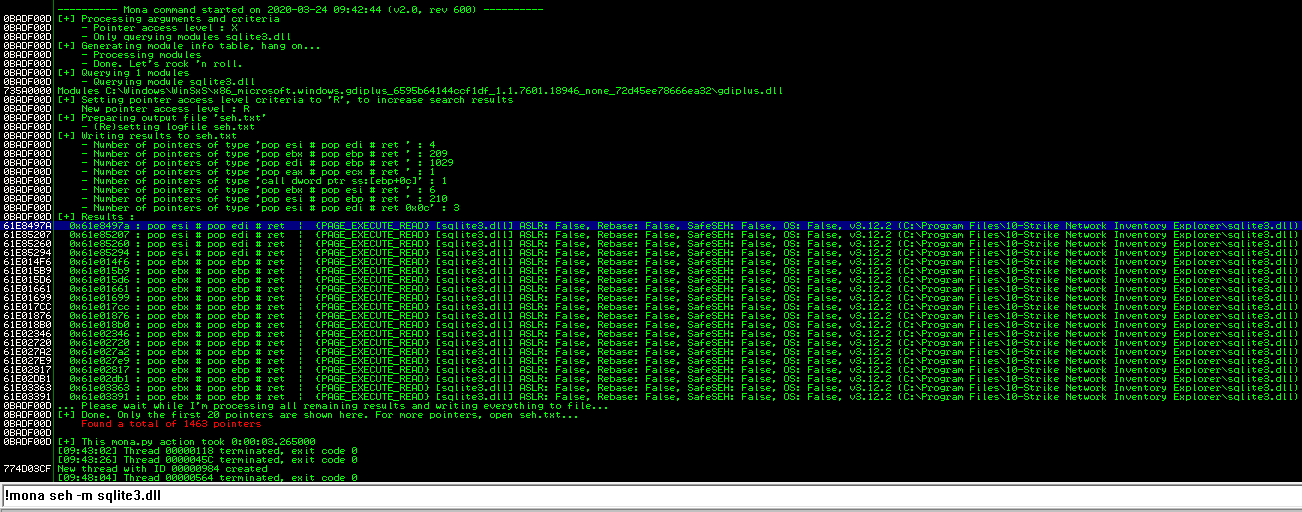 ---------- Mona command started on 2020-03-24 09:42:44 (v2.0, rev 600) ----------
0BADF00D [+] Processing arguments and criteria
0BADF00D - Pointer access level : X
0BADF00D - Only querying modules sqlite3.dll
0BADF00D [+] Generating module info table, hang on...
0BADF00D - Processing modules
0BADF00D - Done. Let's rock 'n roll.
0BADF00D [+] Querying 1 modules
0BADF00D - Querying module sqlite3.dll
735A0000 Modules C:\Windows\WinSxS\x86_microsoft.windows.gdiplus_6595b64144ccf1df_1.1.7601.18946_none_72d45ee78666ea32\gdiplus.dll
0BADF00D [+] Setting pointer access level criteria to 'R', to increase search results
0BADF00D New pointer access level : R
0BADF00D [+] Preparing output file 'seh.txt'
0BADF00D - (Re)setting logfile seh.txt
0BADF00D [+] Writing results to seh.txt
0BADF00D - Number of pointers of type 'pop esi # pop edi # ret ' : 4
0BADF00D - Number of pointers of type 'pop ebx # pop ebp # ret ' : 209
0BADF00D - Number of pointers of type 'pop edi # pop ebp # ret ' : 1029
0BADF00D - Number of pointers of type 'pop eax # pop ecx # ret ' : 1
0BADF00D - Number of pointers of type 'call dword ptr ss:[ebp+0c]' : 1
0BADF00D - Number of pointers of type 'pop ebx # pop esi # ret ' : 6
0BADF00D - Number of pointers of type 'pop esi # pop ebp # ret ' : 210
0BADF00D - Number of pointers of type 'pop esi # pop edi # ret 0x0c' : 3
0BADF00D [+] Results :
61E8497A 0x61e8497a : pop esi # pop edi # ret | {PAGE_EXECUTE_READ} [sqlite3.dll] ASLR: False, Rebase: False, SafeSEH: False, OS: False, v3.12.2 (C:\Program Files\10-Strike Network Inventory Explorer\sqlite3.dll)
61E85207 0x61e85207 : pop esi # pop edi # ret | {PAGE_EXECUTE_READ} [sqlite3.dll] ASLR: False, Rebase: False, SafeSEH: False, OS: False, v3.12.2 (C:\Program Files\10-Strike Network Inventory Explorer\sqlite3.dll)
61E85260 0x61e85260 : pop esi # pop edi # ret | {PAGE_EXECUTE_READ} [sqlite3.dll] ASLR: False, Rebase: False, SafeSEH: False, OS: False, v3.12.2 (C:\Program Files\10-Strike Network Inventory Explorer\sqlite3.dll)
61E85294 0x61e85294 : pop esi # pop edi # ret | {PAGE_EXECUTE_READ} [sqlite3.dll] ASLR: False, Rebase: False, SafeSEH: False, OS: False, v3.12.2 (C:\Program Files\10-Strike Network Inventory Explorer\sqlite3.dll)
61E014F6 0x61e014f6 : pop ebx # pop ebp # ret | {PAGE_EXECUTE_READ} [sqlite3.dll] ASLR: False, Rebase: False, SafeSEH: False, OS: False, v3.12.2 (C:\Program Files\10-Strike Network Inventory Explorer\sqlite3.dll)
61E015B9 0x61e015b9 : pop ebx # pop ebp # ret | {PAGE_EXECUTE_READ} [sqlite3.dll] ASLR: False, Rebase: False, SafeSEH: False, OS: False, v3.12.2 (C:\Program Files\10-Strike Network Inventory Explorer\sqlite3.dll)
61E015D6 0x61e015d6 : pop ebx # pop ebp # ret | {PAGE_EXECUTE_READ} [sqlite3.dll] ASLR: False, Rebase: False, SafeSEH: False, OS: False, v3.12.2 (C:\Program Files\10-Strike Network Inventory Explorer\sqlite3.dll)
61E01661 0x61e01661 : pop ebx # pop ebp # ret | {PAGE_EXECUTE_READ} [sqlite3.dll] ASLR: False, Rebase: False, SafeSEH: False, OS: False, v3.12.2 (C:\Program Files\10-Strike Network Inventory Explorer\sqlite3.dll)
61E01699 0x61e01699 : pop ebx # pop ebp # ret | {PAGE_EXECUTE_READ} [sqlite3.dll] ASLR: False, Rebase: False, SafeSEH: False, OS: False, v3.12.2 (C:\Program Files\10-Strike Network Inventory Explorer\sqlite3.dll)
61E017CC 0x61e017cc : pop ebx # pop ebp # ret | {PAGE_EXECUTE_READ} [sqlite3.dll] ASLR: False, Rebase: False, SafeSEH: False, OS: False, v3.12.2 (C:\Program Files\10-Strike Network Inventory Explorer\sqlite3.dll)
61E01876 0x61e01876 : pop ebx # pop ebp # ret | {PAGE_EXECUTE_READ} [sqlite3.dll] ASLR: False, Rebase: False, SafeSEH: False, OS: False, v3.12.2 (C:\Program Files\10-Strike Network Inventory Explorer\sqlite3.dll)
61E018B0 0x61e018b0 : pop ebx # pop ebp # ret | {PAGE_EXECUTE_READ} [sqlite3.dll] ASLR: False, Rebase: False, SafeSEH: False, OS: False, v3.12.2 (C:\Program Files\10-Strike Network Inventory Explorer\sqlite3.dll)
61E02346 0x61e02346 : pop ebx # pop ebp # ret | {PAGE_EXECUTE_READ} [sqlite3.dll] ASLR: False, Rebase: False, SafeSEH: False, OS: False, v3.12.2 (C:\Program Files\10-Strike Network Inventory Explorer\sqlite3.dll)
61E02720 0x61e02720 : pop ebx # pop ebp # ret | {PAGE_EXECUTE_READ} [sqlite3.dll] ASLR: False, Rebase: False, SafeSEH: False, OS: False, v3.12.2 (C:\Program Files\10-Strike Network Inventory Explorer\sqlite3.dll)
61E027A2 0x61e027a2 : pop ebx # pop ebp # ret | {PAGE_EXECUTE_READ} [sqlite3.dll] ASLR: False, Rebase: False, SafeSEH: False, OS: False, v3.12.2 (C:\Program Files\10-Strike Network Inventory Explorer\sqlite3.dll)
61E027E9 0x61e027e9 : pop ebx # pop ebp # ret | {PAGE_EXECUTE_READ} [sqlite3.dll] ASLR: False, Rebase: False, SafeSEH: False, OS: False, v3.12.2 (C:\Program Files\10-Strike Network Inventory Explorer\sqlite3.dll)
61E02817 0x61e02817 : pop ebx # pop ebp # ret | {PAGE_EXECUTE_READ} [sqlite3.dll] ASLR: False, Rebase: False, SafeSEH: False, OS: False, v3.12.2 (C:\Program Files\10-Strike Network Inventory Explorer\sqlite3.dll)
61E02DB1 0x61e02db1 : pop ebx # pop ebp # ret | {PAGE_EXECUTE_READ} [sqlite3.dll] ASLR: False, Rebase: False, SafeSEH: False, OS: False, v3.12.2 (C:\Program Files\10-Strike Network Inventory Explorer\sqlite3.dll)
61E03363 0x61e03363 : pop ebx # pop ebp # ret | {PAGE_EXECUTE_READ} [sqlite3.dll] ASLR: False, Rebase: False, SafeSEH: False, OS: False, v3.12.2 (C:\Program Files\10-Strike Network Inventory Explorer\sqlite3.dll)
61E03391 0x61e03391 : pop ebx # pop ebp # ret | {PAGE_EXECUTE_READ} [sqlite3.dll] ASLR: False, Rebase: False, SafeSEH: False, OS: False, v3.12.2 (C:\Program Files\10-Strike Network Inventory Explorer\sqlite3.dll)
0BADF00D ... Please wait while I'm processing all remaining results and writing everything to file...
0BADF00D [+] Done. Only the first 20 pointers are shown here. For more pointers, open seh.txt...
0BADF00D Found a total of 1463 pointers
0BADF00D
0BADF00D [+] This mona.py action took 0:00:03.265000
[09:43:02] Thread 00000118 terminated, exit code 0
[09:43:26] Thread 0000045C terminated, exit code 0
774D03CF New thread with ID 00000984 created
[09:48:04] Thread 00000564 terminated, exit code 0
!mona seh -m sqlite3.dll